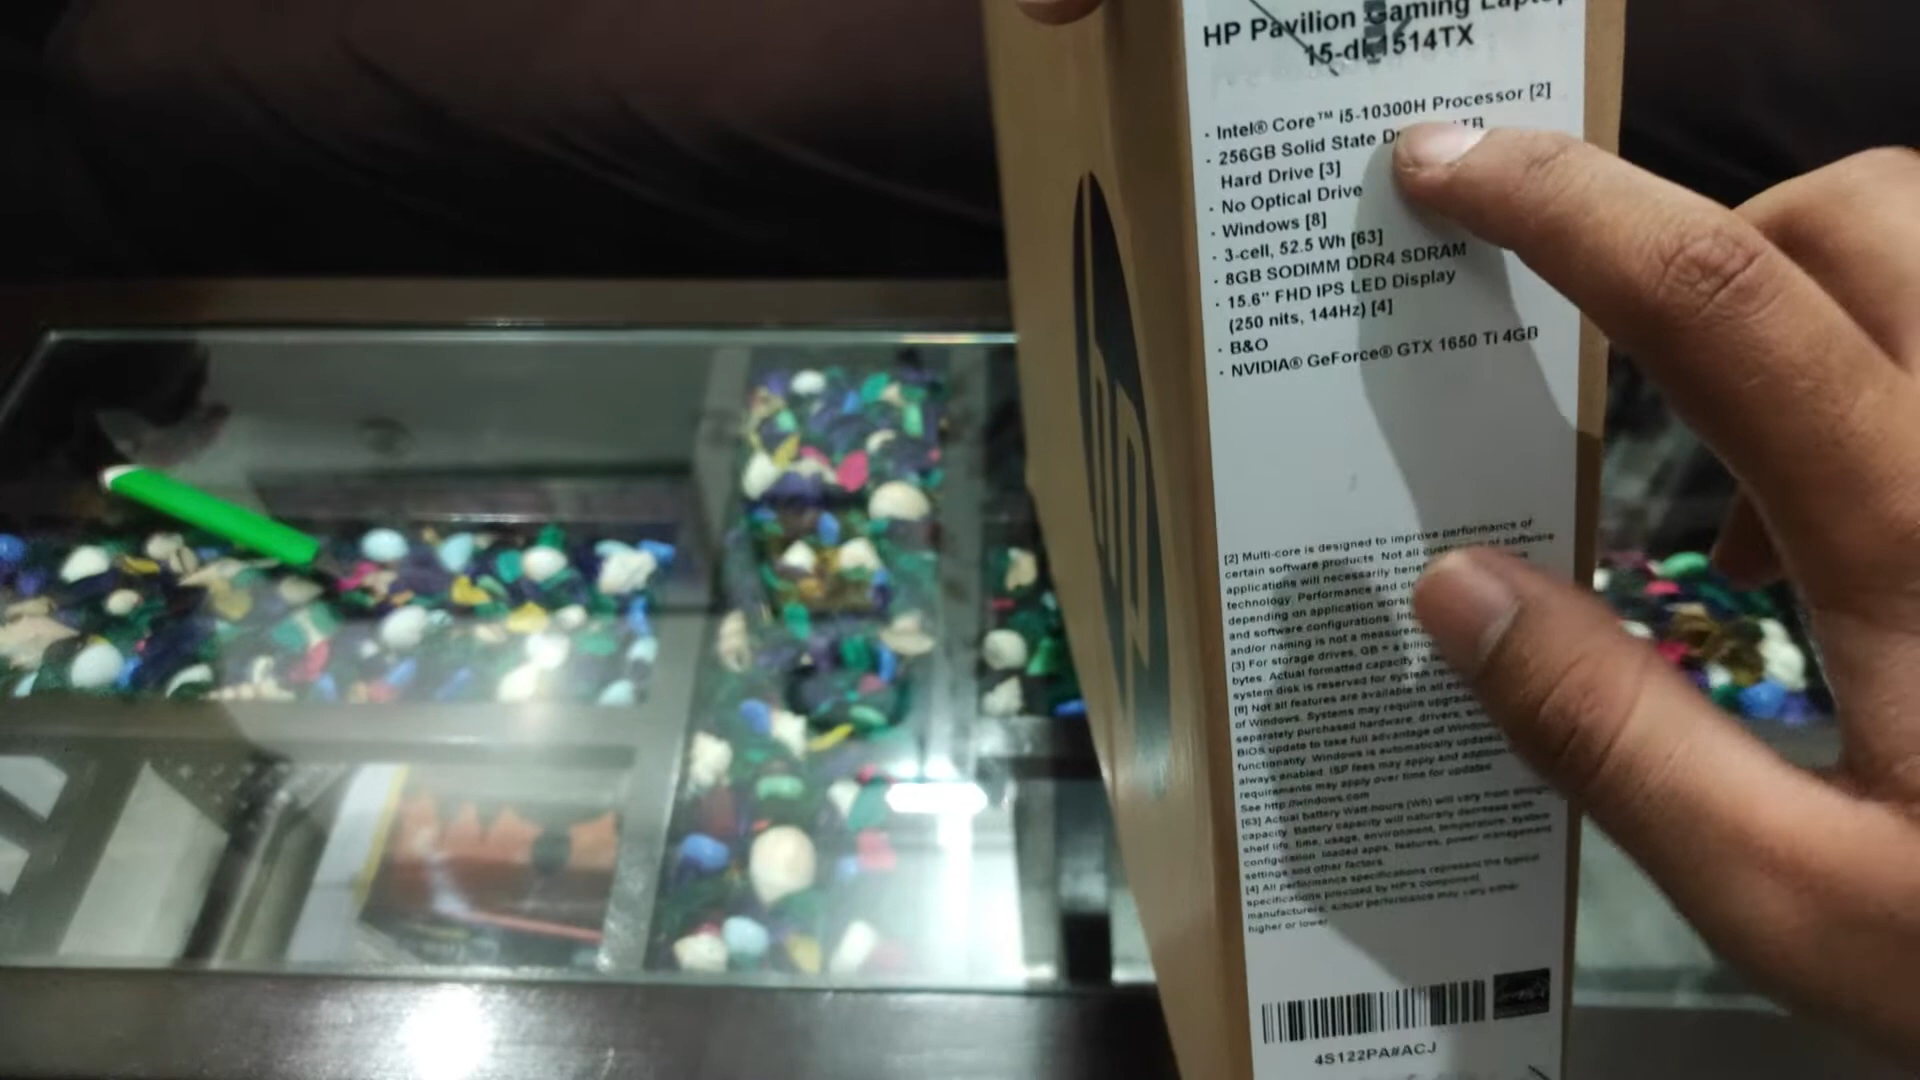 HP Pavilion Gaming
514TX
· Intel® Core™ i5-10300H Processor [2]
· 256GB Solid State
Hard Drive [3]
· No Optical Drive
· Windows [8]
· 3-cell, 52.5 Wh [63]
· 8GB SODIMM DDR4 SDRAM
· 15.6" FHD IPS LED Display
(250 nits, 144Hz) [4]
· B&O
· NVIDIA® GeForce® GTX 1650 Ti 4GB
hp
[2] Multi-core is designed to improve performance of
certain software products. Not all of software
applications will necessarily
technology. Performance and
depending on application
and software configurations.
and/or naming is not a
[3] For storage drives, GB =
bytes. Actual formatted capacity is
system disk is reserved for system
[8] Not all features are available in all
of Windows. Systems may require
separately purchased hardware, drivers,
BIOS update to take full advantage of
functionality. Windows is automatically
always enabled. ISP fees may apply and
requirements may apply over time for updates.
See http://windows.com
[63] Actual battery Watt-hours (Wh) will vary from
capacity. Battery capacity will naturally decrease with
shelf life, time, usage, environment, temperature, system
configuration, loaded apps, features, power management
settings and other factors.
[4] All performance specifications represent the typical
specifications provided by HP's component
manufacturers; actual performance may vary either
higher or lower.
4S122PA#ACJ